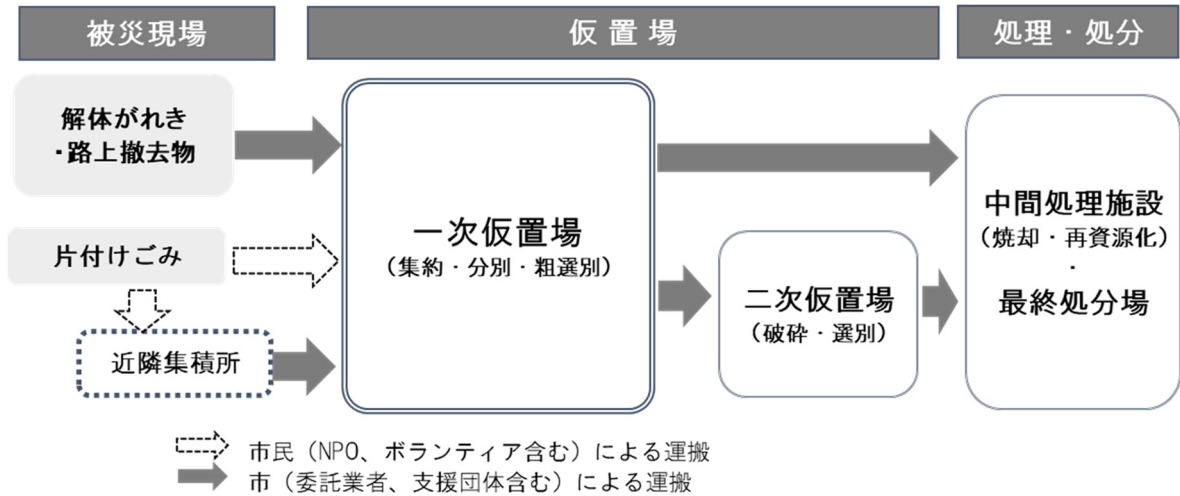 被災現場
仮置場
処理・処分
解体がれき
・路上撤去物
片付けごみ
近隣集積所
一次仮置場
（集約・分別・粗選別）
二次仮置場
（破砕・選別）
中間処理施設
（焼却・再資源化）
・
最終処分場
市民（NPO、ボランティア含む）による運搬
市（委託業者、支援団体含む）による運搬